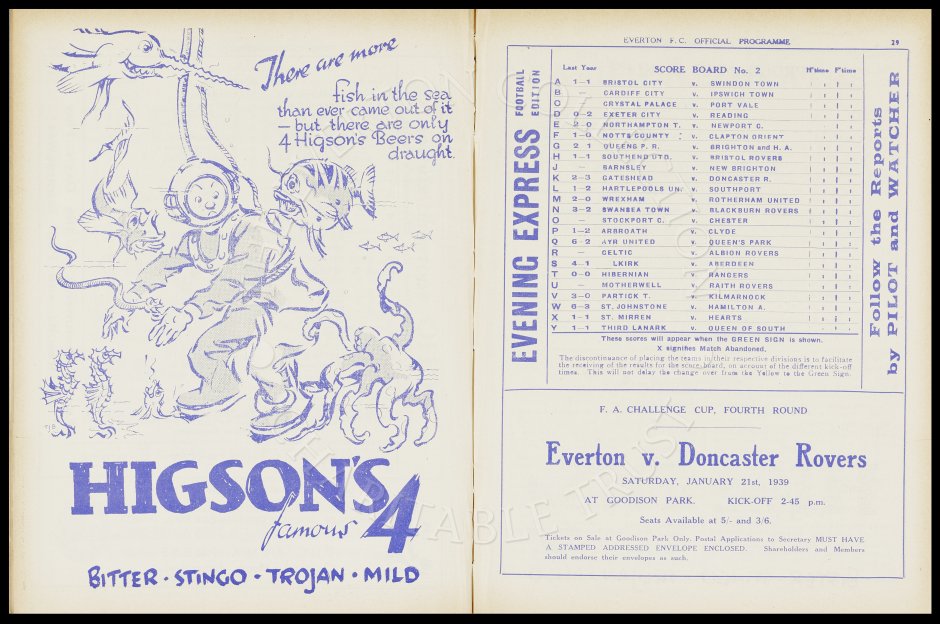 There are more
fish in the sea
than ever came out of it
— but there are only
4 Higson's Beers on
draught.
HIGSON'S
famous 4
BITTER · STINGO · TROJAN · MILD
EVERTON F.C. OFFICIAL PROGRAMME 29
EVENING EXPRESS FOOTBALL EDITION
Last Year SCORE BOARD No. 2 H'time F'time
A 1—1 BRISTOL CITY v. SWINDON TOWN
B — CARDIFF CITY v. IPSWICH TOWN
O CRYSTAL PALACE v. PORT VALE
D 0—2 EXETER CITY v. READING
E 2—0 NORTHAMPTON T. v. NEWPORT C.
F 1—0 NOTTS COUNTY v. CLAPTON ORIENT
G 2 1 QUEENS P. R. v. BRIGHTON and H. A.
H 1—1 SOUTHEND UTD. v. BRISTOL ROVERS
J BARNSLEY v. NEW BRIGHTON
K 2—3 GATESHEAD v. DONCASTER R.
L 1—2 HARTLEPOOLS UN. v. SOUTHPORT
M 2—0 WREXHAM v. ROTHERHAM UNITED
N 3—2 SWANSEA TOWN v. BLACKBURN ROVERS
O — STOCKPORT C. v. CHESTER
P 1—2 ARBROATH v. CLYDE
Q 6—2 AYR UNITED v. QUEEN'S PARK
R — CELTIC v. ALBION ROVERS
S 4—1 LKIRK v. ABERDEEN
T 0—0 HIBERNIAN v. RANGERS
U — MOTHERWELL v. RAITH ROVERS
V 3—0 PARTICK T. v. KILMARNOCK
W 6—3 ST. JOHNSTONE v. HAMILTON A.
X 1—1 ST. MIRREN v. HEARTS
Y 1—1 THIRD LANARK v. QUEEN OF SOUTH
These scores will appear when the GREEN SIGN is shown.
X signifies Match Abandoned.
The discontinuance of placing the teams in their respective divisions is to facilitate
the receiving of the results for the score board, on account of the different kick-off
times. This will not delay the change over from the Yellow to the Green Sign.
Follow the Reports
by PILOT and WATCHER
F. A. CHALLENGE CUP, FOURTH ROUND
Everton v. Doncaster Rovers
SATURDAY, JANUARY 21st, 1939
AT GOODISON PARK. KICK-OFF 2-45 p.m.
Seats Available at 5/- and 3/6.
Tickets on Sale at Goodison Park Only. Postal Applications to Secretary MUST HAVE
A STAMPED ADDRESSED ENVELOPE ENCLOSED. Shareholders and Members
should endorse their envelopes as such.